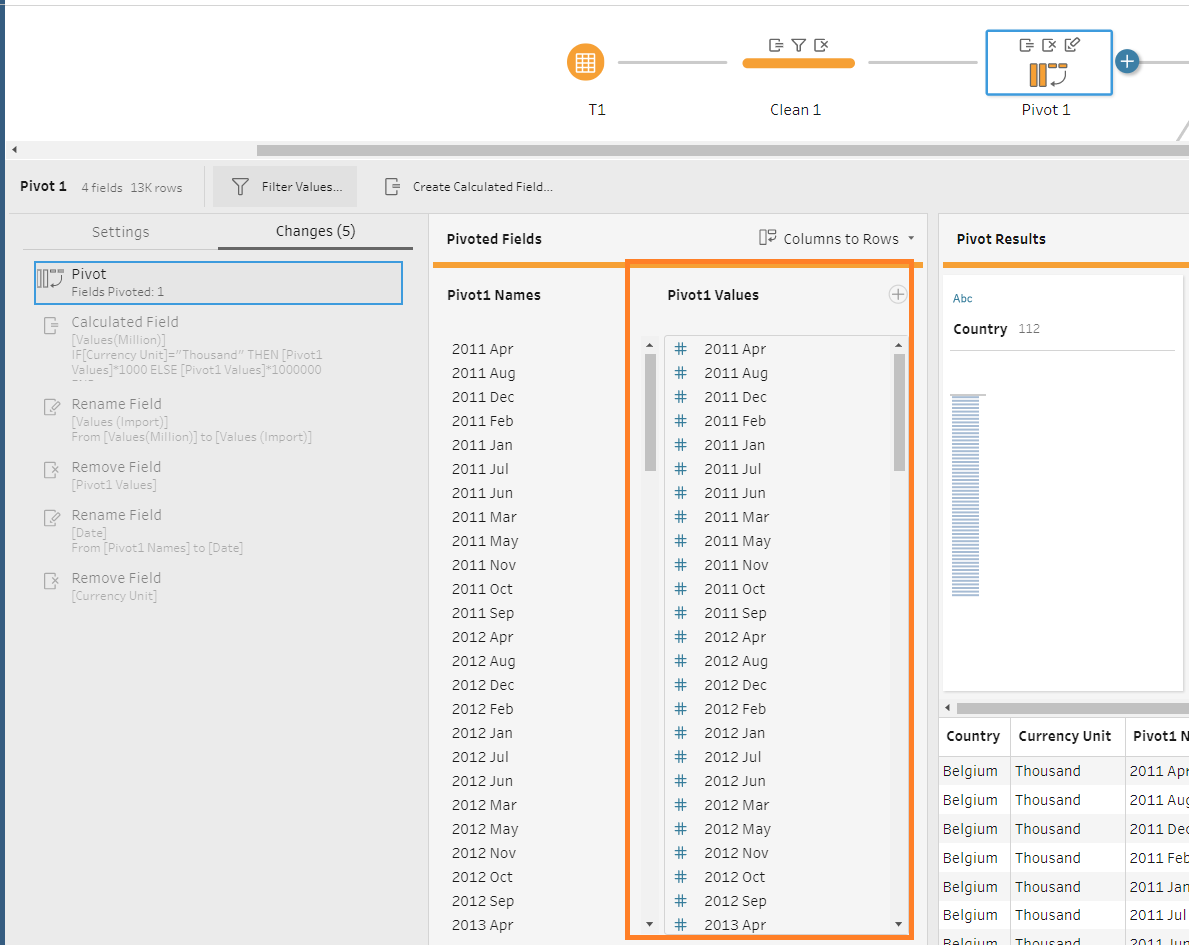 T1
Clean 1
Pivot 1
Pivot 1 4 fields 13K rows
Filter Values...
Create Calculated Field...
Settings
Changes (5)
Pivot
Fields Pivoted: 1
Calculated Field
[Values(Million)]
IF[Currency Unit]="Thousand" THEN [Pivot1
Values]*1000 ELSE [Pivot1 Values]*1000000
Rename Field
[Values (Import)]
From [Values(Million)] to [Values (Import)]
Remove Field
[Pivot1 Values]
Rename Field
[Date]
From [Pivot1 Names] to [Date]
Remove Field
[Currency Unit]
Pivoted Fields
Columns to Rows
Pivot1 Names
Pivot1 Values
2011 Apr # 2011 Apr
2011 Aug # 2011 Aug
2011 Dec # 2011 Dec
2011 Feb # 2011 Feb
2011 Jan # 2011 Jan
2011 Jul # 2011 Jul
2011 Jun # 2011 Jun
2011 Mar # 2011 Mar
2011 May # 2011 May
2011 Nov # 2011 Nov
2011 Oct # 2011 Oct
2011 Sep # 2011 Sep
2012 Apr # 2012 Apr
2012 Aug # 2012 Aug
2012 Dec # 2012 Dec
2012 Feb # 2012 Feb
2012 Jan # 2012 Jan
2012 Jul # 2012 Jul
2012 Jun # 2012 Jun
2012 Mar # 2012 Mar
2012 May # 2012 May
2012 Nov # 2012 Nov
2012 Oct # 2012 Oct
2012 Sep # 2012 Sep
2013 Apr # 2013 Apr
Pivot Results
Abc
Country 112
Country Currency Unit Pivot1 N
Belgium Thousand 2011 Apr
Belgium Thousand 2011 Aug
Belgium Thousand 2011 Dec
Belgium Thousand 2011 Feb
Belgium Thousand 2011 Jan
Belgium Thousand 2011 Jul
Belgium Thousand 2011 Jun